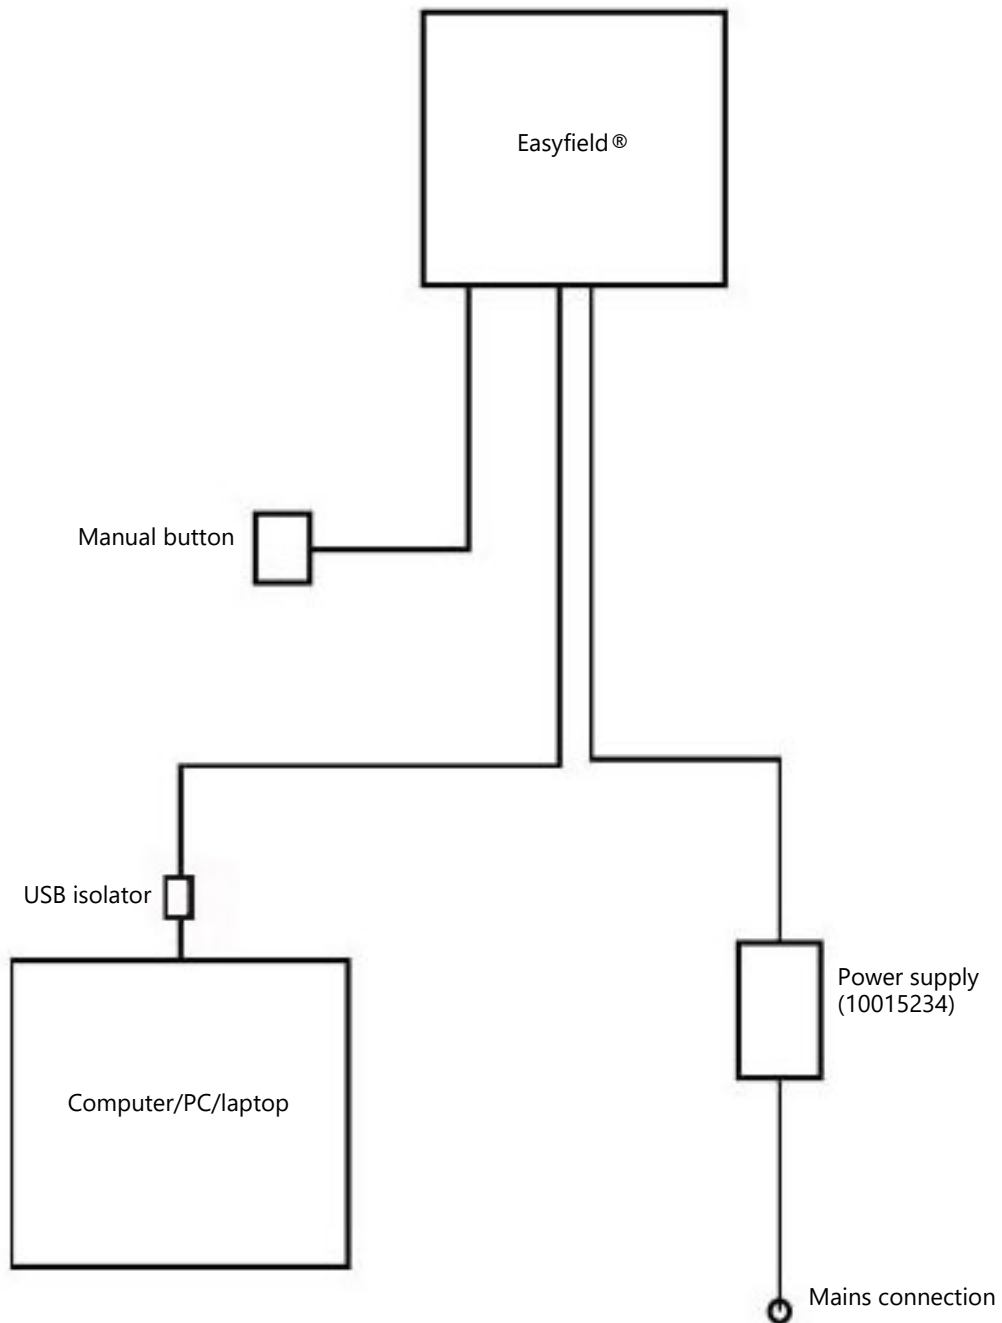 Easyfield®
Manual button
USB isolator
Power supply
(10015234)
Computer/PC/laptop
Mains connection